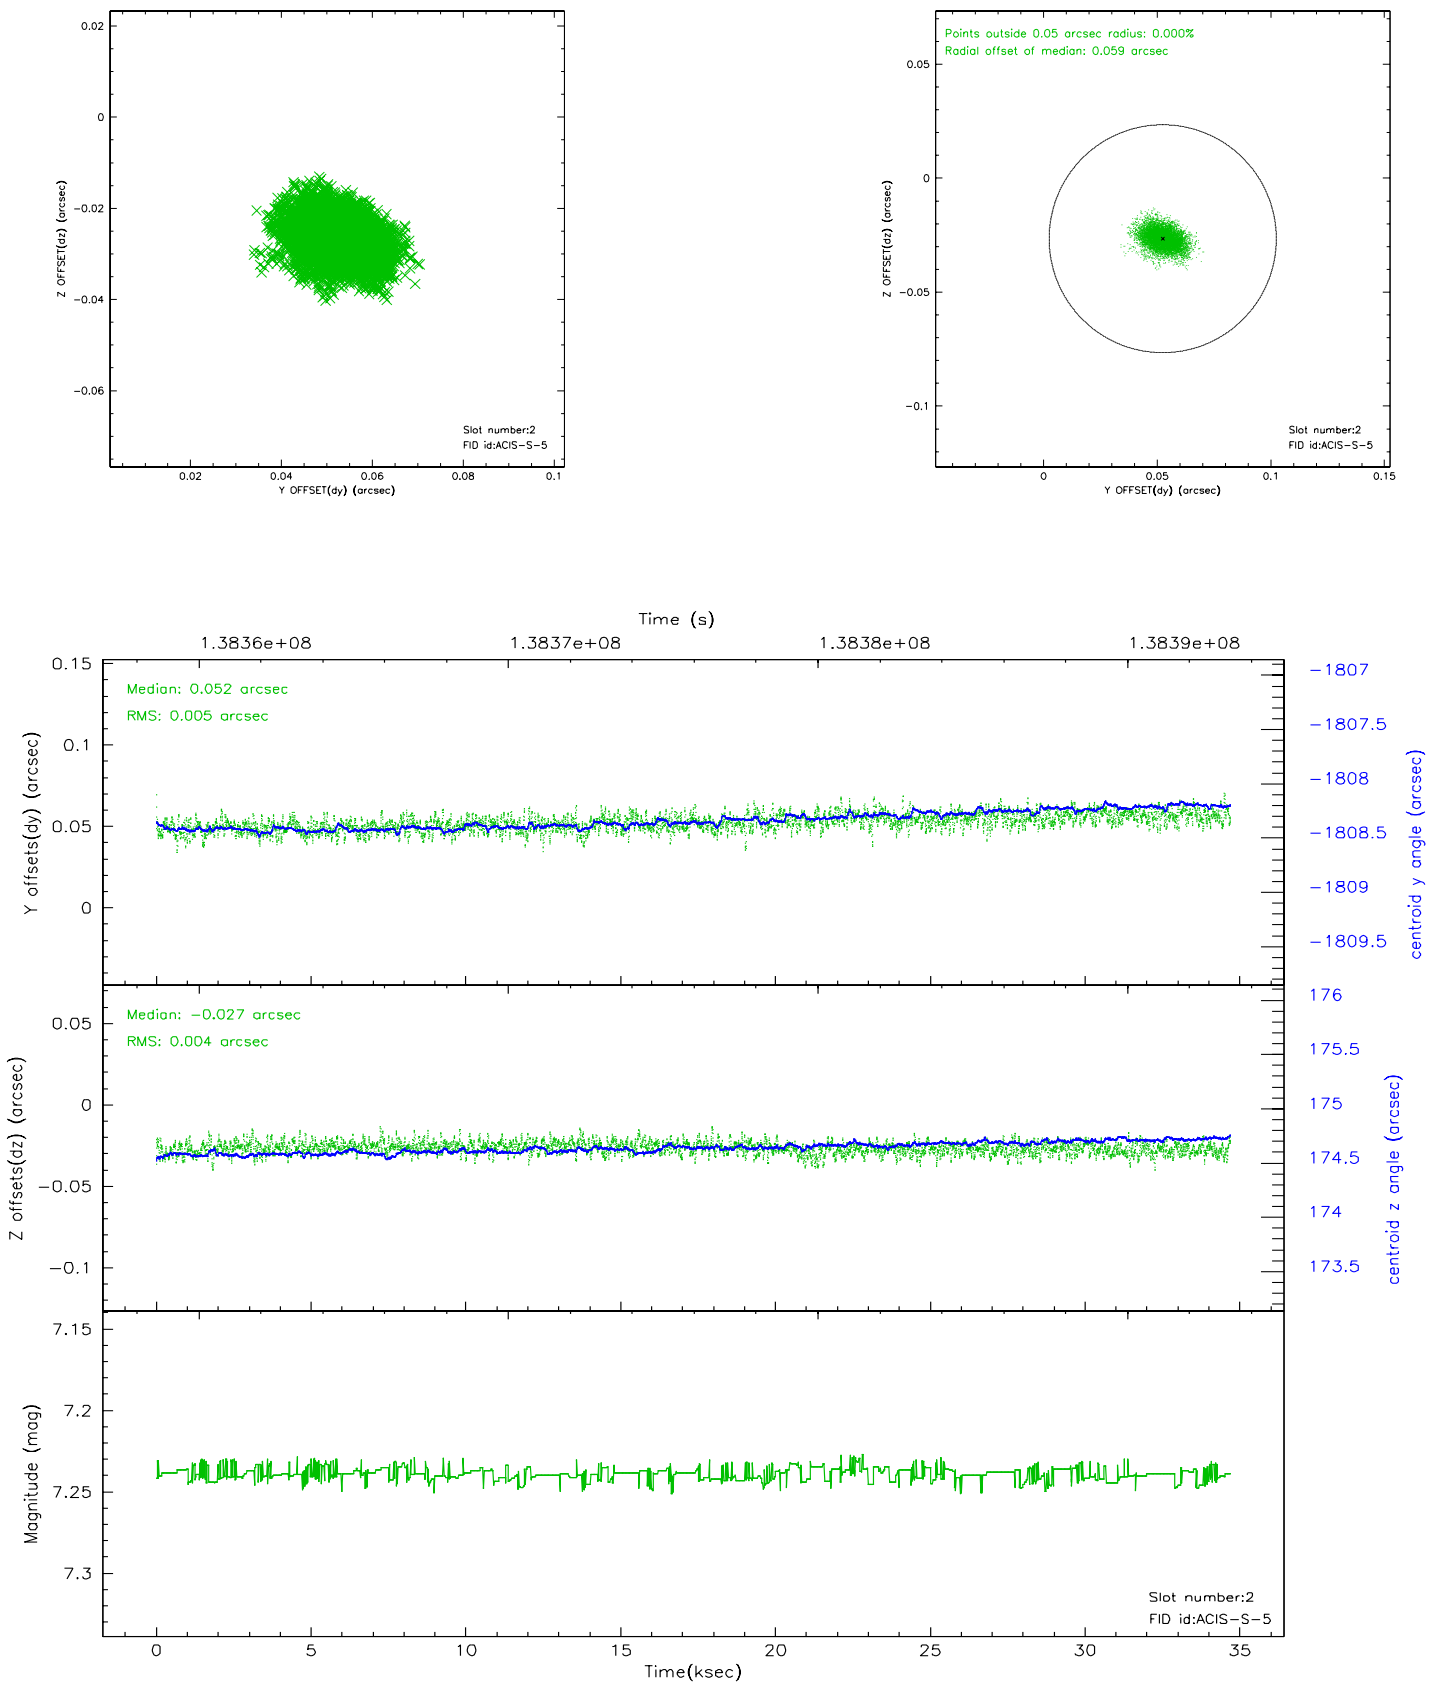 0.02
0
-0.02
-0.04
-0.06
Z OFFSET(dz) (arcsec)
Slot number:2
FID id:ACIS-S-5
0.02 0.04 0.06 0.08 0.1
Y OFFSET(dy) (arcsec)
Points outside 0.05 arcsec radius: 0.000%
Radial offset of median: 0.059 arcsec
0.05
0
-0.05
-0.1
Z OFFSET(dz) (arcsec)
Slot number:2
FID id:ACIS-S-5
0 0.05 0.1 0.15
Y OFFSET(dy) (arcsec)
Time (s)
1.3836e+08 1.3837e+08 1.3838e+08 1.3839e+08
0.15
0.1
0.05
0
Y offsets(dy) (arcsec)
Median: 0.052 arcsec
RMS: 0.005 arcsec
-1807
-1807.5
-1808
-1808.5
-1809
-1809.5
centroid y angle (arcsec)
0.05
0
-0.05
-0.1
Z offsets(dz) (arcsec)
Median: -0.027 arcsec
RMS: 0.004 arcsec
176
175.5
175
174.5
174
173.5
centroid z angle (arcsec)
7.15
7.2
7.25
7.3
Magnitude (mag)
Slot number:2
FID id:ACIS-S-5
0 5 10 15 20 25 30 35
Time(ksec)